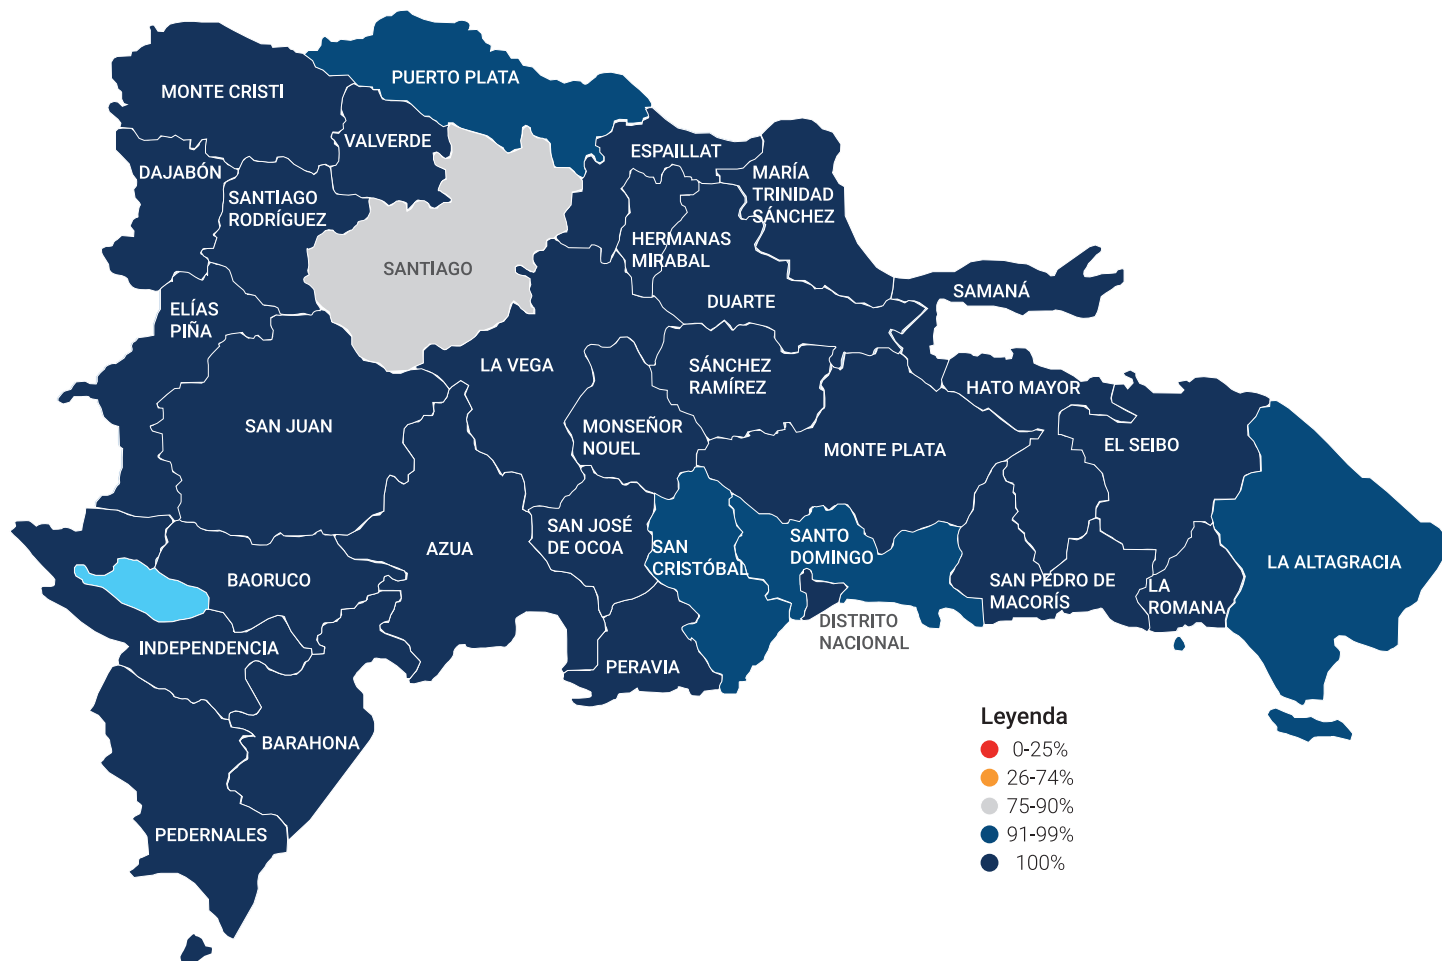 PUERTO PLATA
MONTE CRISTI
VALVERDE
ESPAILLAT
DAJABÓN
MARÍA
TRINIDAD
SÁNCHEZ
SANTIAGO
RODRÍGUEZ
HERMANAS
MIRABAL
SANTIAGO
SAMANÁ
DUARTE
ELÍAS
PIÑA
LA VEGA
SÁNCHEZ
RAMÍREZ
HATO MAYOR
SAN JUAN
MONSEÑOR
NOUEL
MONTE PLATA
EL SEIBO
SAN JOSÉ
DE OCOA
AZUA
SAN
CRISTÓBAL
SANTO
DOMINGO
LA ALTAGRACIA
BAORUCO
SAN PEDRO DE
MACORÍS
LA
ROMANA
DISTRITO
NACIONAL
INDEPENDENCIA
PERAVIA
BARAHONA
PEDERNALES
Leyenda
0-25%
26-74%
75-90%
91-99%
100%